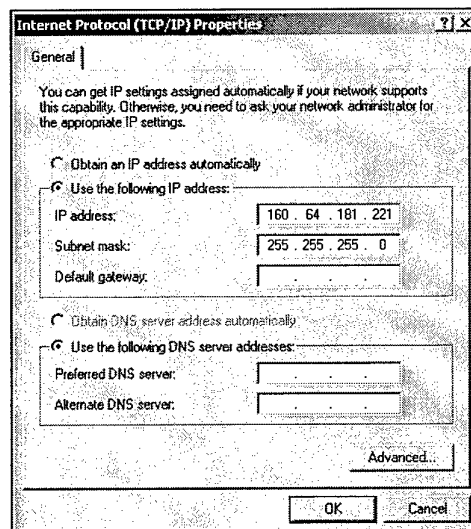 Internet Protocol (TCP/IP) Properties
General
You can get IP settings assigned automatically if your network supports
this capability. Otherwise, you need to ask your network administrator for
the appropriate IP settings.
Obtain an IP address automatically
Use the following IP address:
IP address: 160 . 64 . 181 . 221
Subnet mask: 255 . 255 . 255 . 0
Default gateway: . . .
Obtain DNS server address automatically
Use the following DNS server addresses:
Preferred DNS server: . . .
Alternate DNS server: . . .
Advanced...
OK Cancel